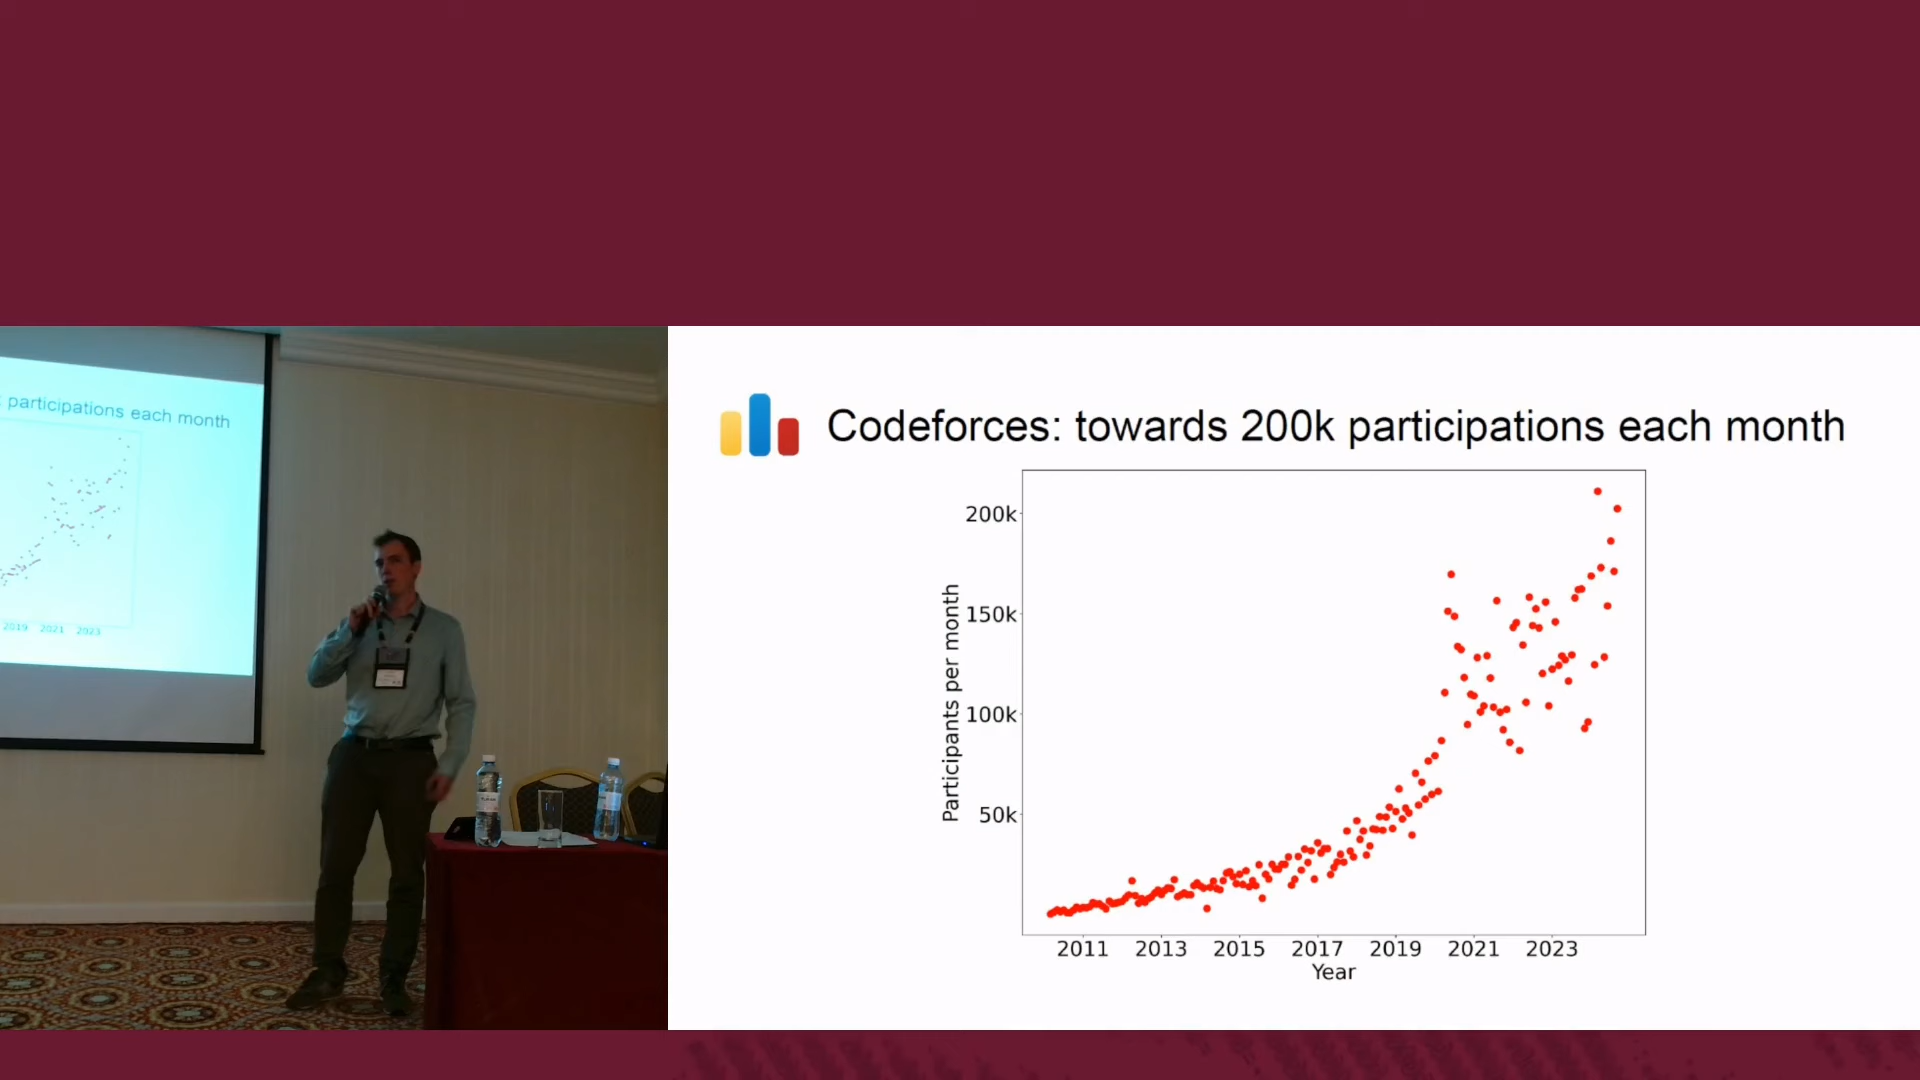 participations each month
2019 2021 2023
Codeforces: towards 200k participations each month
200k
150k
100k
50k
Participants per month
2011 2013 2015 2017 2019 2021 2023
Year